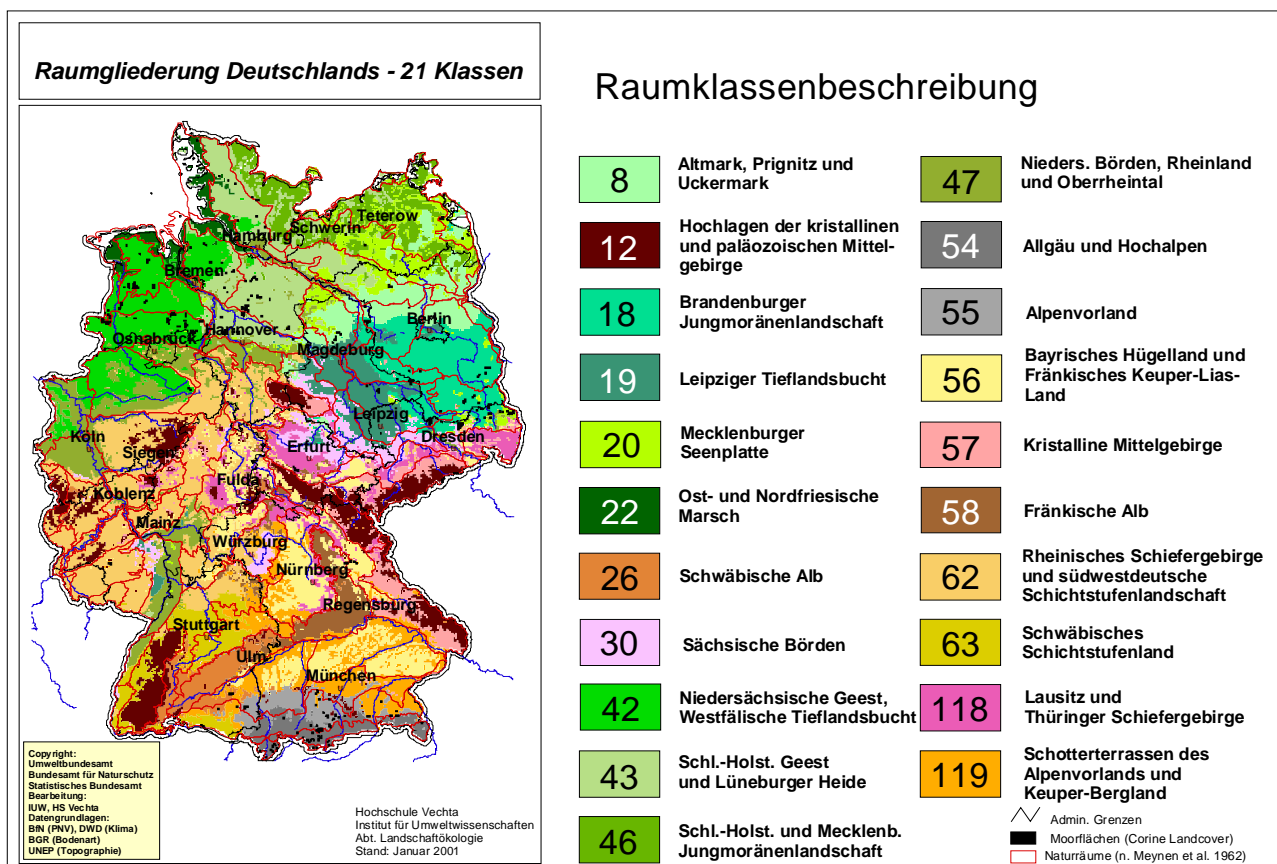 Raumgliederung Deutschlands - 21 Klassen
Teterow
Schwerin
Hamburg
Bremen
Berlin
Hannover
Osnabrück
Magdeburg
Leipzig
Köln
Dresden
Siegen
Erfurt
Fulda
Koblenz
Mainz
Würzburg
Nürnberg
Regensburg
Stuttgart
Ulm
München
Copyright:
Umweltbundesamt
Bundesamt für Naturschutz
Statistisches Bundesamt
Bearbeitung:
IUW, HS Vechta
Datengrundlagen:
BfN (PNV), DWD (Klima)
BGR (Bodenart)
UNEP (Topographie)
Hochschule Vechta
Institut für Umweltwissenschaften
Abt. Landschaftökologie
Stand: Januar 2001
Raumklassenbeschreibung
8
Altmark, Prignitz und
Uckermark
12
Hochlagen der kristallinen
und paläozoischen Mittel-
gebirge
18
Brandenburger
Jungmoränenlandschaft
19
Leipziger Tieflandsbucht
20
Mecklenburger
Seenplatte
22
Ost- und Nordfriesische
Marsch
26
Schwäbische Alb
30
Sächsische Börden
42
Niedersächsische Geest,
Westfälische Tieflandsbucht
43
Schl.-Holst. Geest
und Lüneburger Heide
46
Schl.-Holst. und Mecklenb.
Jungmoränenlandschaft
47
Nieders. Börden, Rheinland
und Oberrheintal
54
Allgäu und Hochalpen
55
Alpenvorland
56
Bayrisches Hügelland und
Fränkisches Keuper-Lias-
Land
57
Kristalline Mittelgebirge
58
Fränkische Alb
62
Rheinisches Schiefergebirge
und südwestdeutsche
Schichtstufenlandschaft
63
Schwäbisches
Schichtstufenland
118
Lausitz und
Thüringer Schiefergebirge
119
Schotterterrassen des
Alpenvorlands und
Keuper-Bergland
Admin. Grenzen
Moorflächen (Corine Landcover)
Naturräume (n. Meynen et al. 1962)